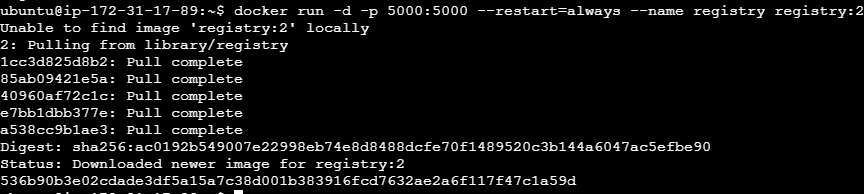 ubuntu@ip-172-31-17-89:~$ docker run -d -p 5000:5000 --restart=always --name registry registry:2
Unable to find image 'registry:2' locally
2: Pulling from library/registry
1cc3d825d8b2: Pull complete
85ab09421e5a: Pull complete
40960af72c1c: Pull complete
e7bb1dbb377e: Pull complete
a538cc9b1ae3: Pull complete
Digest: sha256:ac0192b549007e22998eb74e8d8488dcfe70f1489520c3b144a6047ac5efbe90
Status: Downloaded newer image for registry:2
536b90b3e02cdade3df5a15a7c38d001b383916fcd7632ae2a6f117f47c1a59d